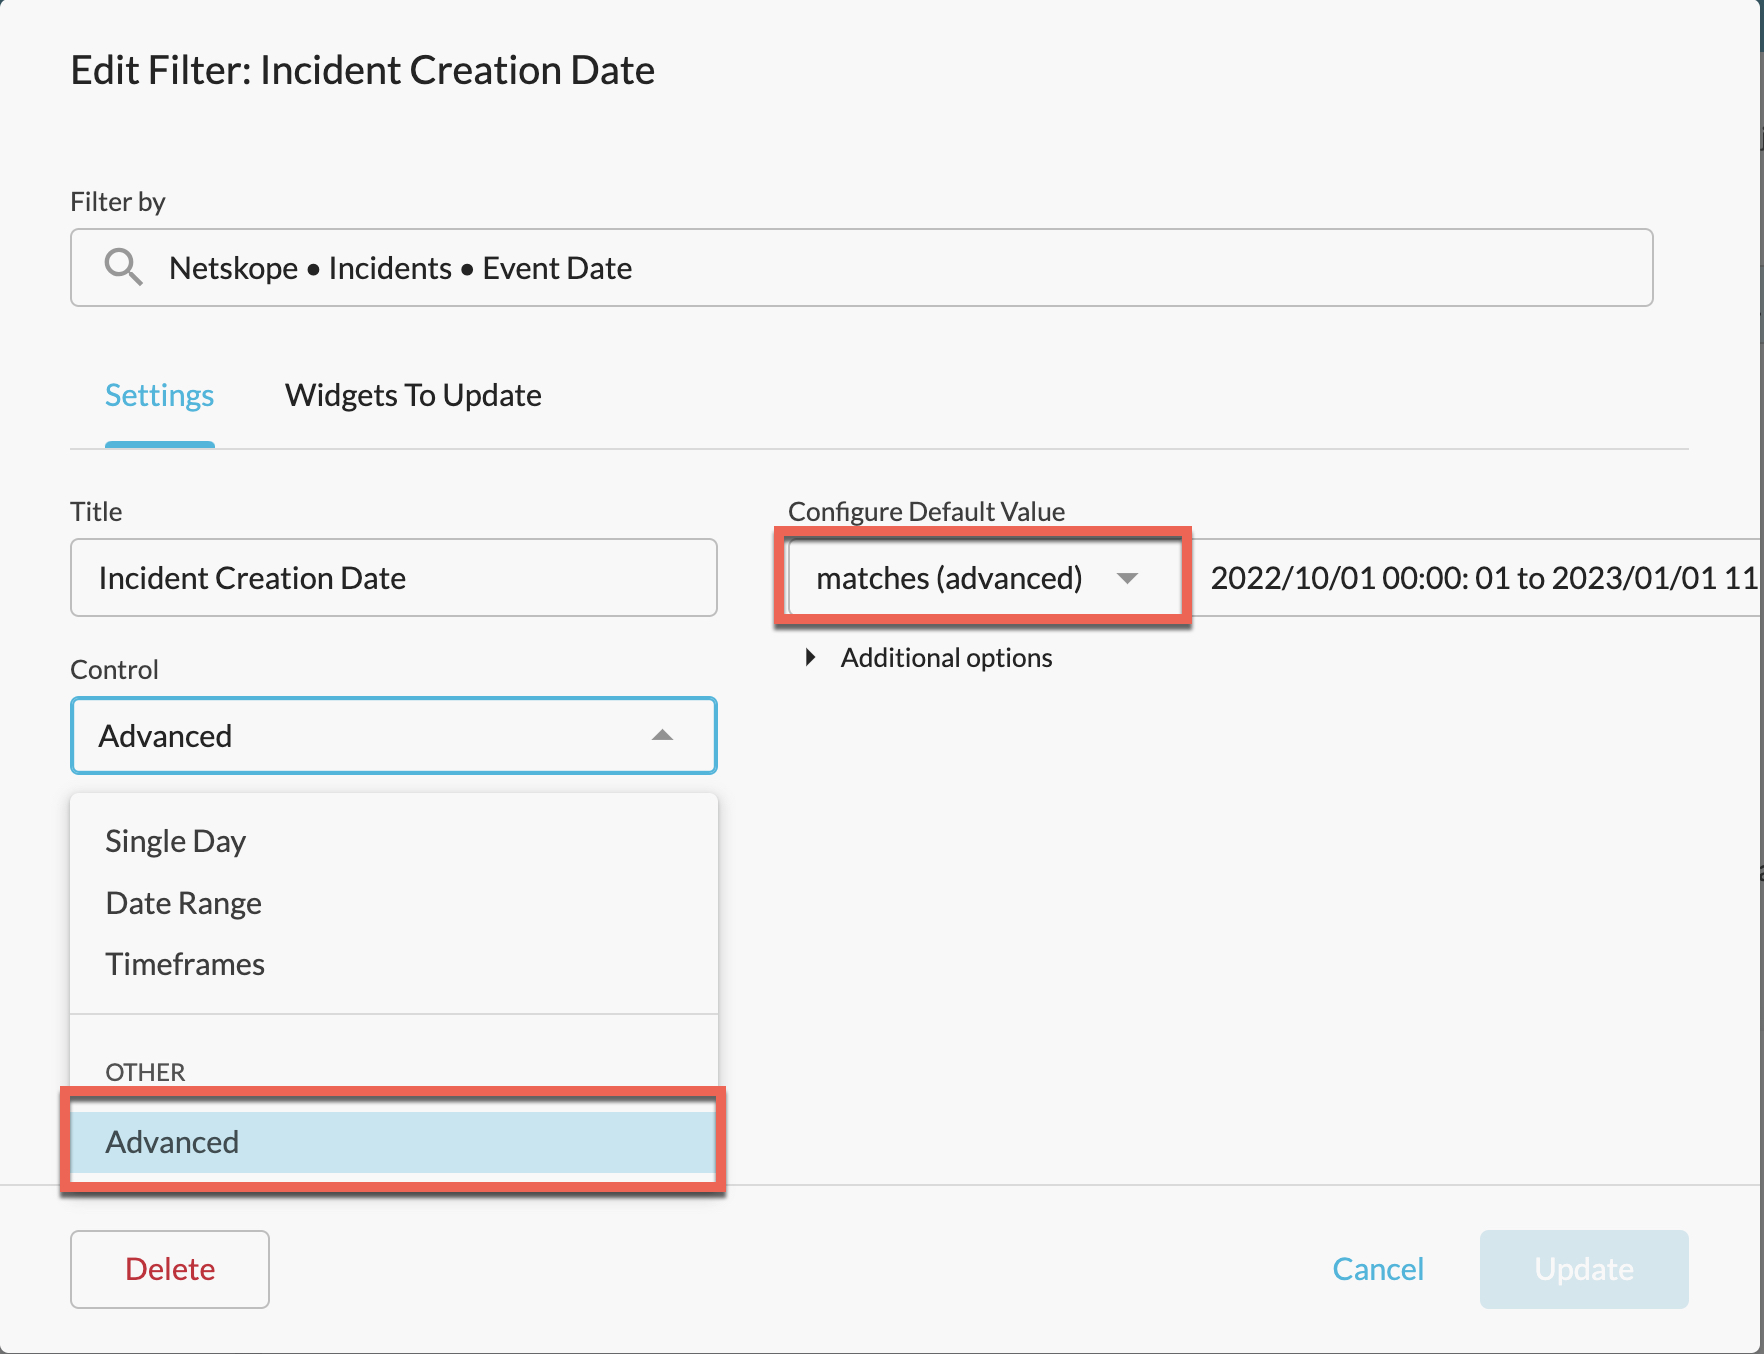 Edit Filter: Incident Creation Date
Filter by
Netskope • Incidents • Event Date
Settings
Widgets To Update
Title
Configure Default Value
Incident Creation Date
matches (advanced)
2022/10/01 00:00: 01 to 2023/01/01 11
Additional options
Control
Advanced
Single Day
Date Range
Timeframes
OTHER
Advanced
Delete
Cancel
Update